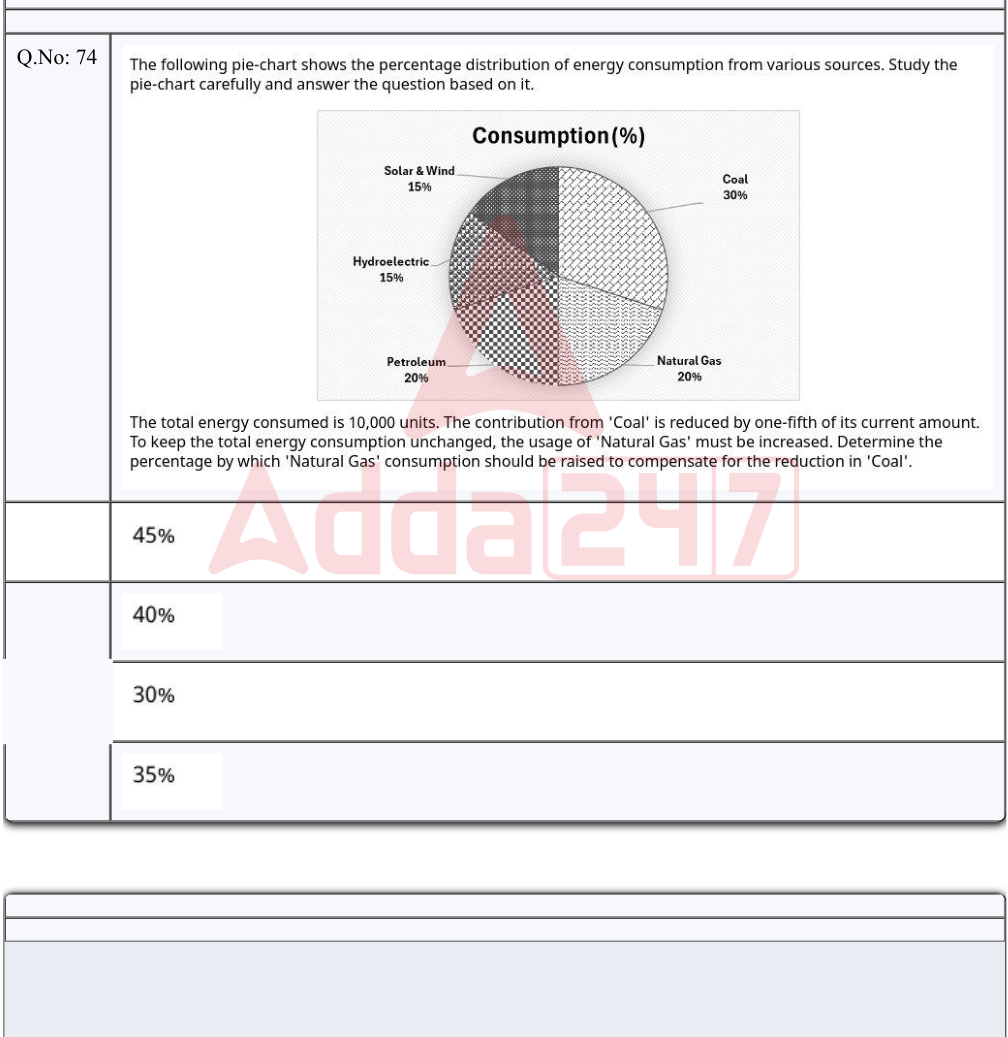 Q.No: 74
The following pie-chart shows the percentage distribution of energy consumption from various sources. Study the
pie-chart carefully and answer the question based on it.
Consumption(%)
Solar & Wind
15%
Coal
30%
Hydroelectric
15%
Petroleum
20%
Natural Gas
20%
The total energy consumed is 10,000 units. The contribution from 'Coal' is reduced by one-fifth of its current amount.
To keep the total energy consumption unchanged, the usage of 'Natural Gas' must be increased. Determine the
percentage by which 'Natural Gas' consumption should be raised to compensate for the reduction in 'Coal'.
Adda247
45%
40%
30%
35%